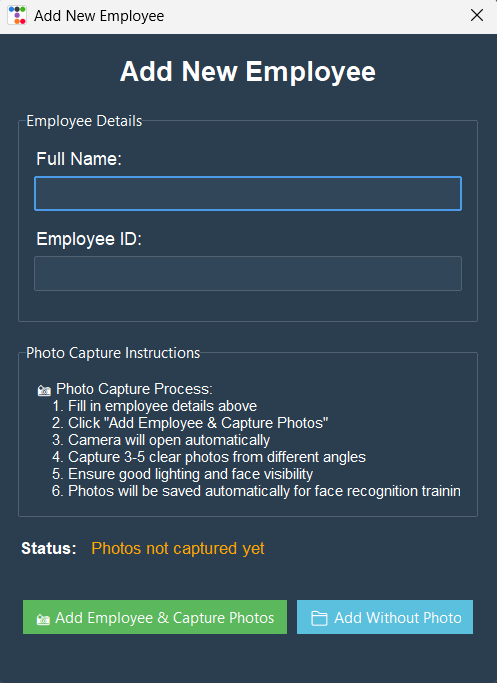 Add New Employee
Add New Employee
Employee Details
Full Name:
Employee ID:
Photo Capture Instructions
📷 Photo Capture Process:
1. Fill in employee details above
2. Click "Add Employee & Capture Photos"
3. Camera will open automatically
4. Capture 3-5 clear photos from different angles
5. Ensure good lighting and face visibility
6. Photos will be saved automatically for face recognition trainin
Status: Photos not captured yet
📷 Add Employee & Capture Photos
📁 Add Without Photo